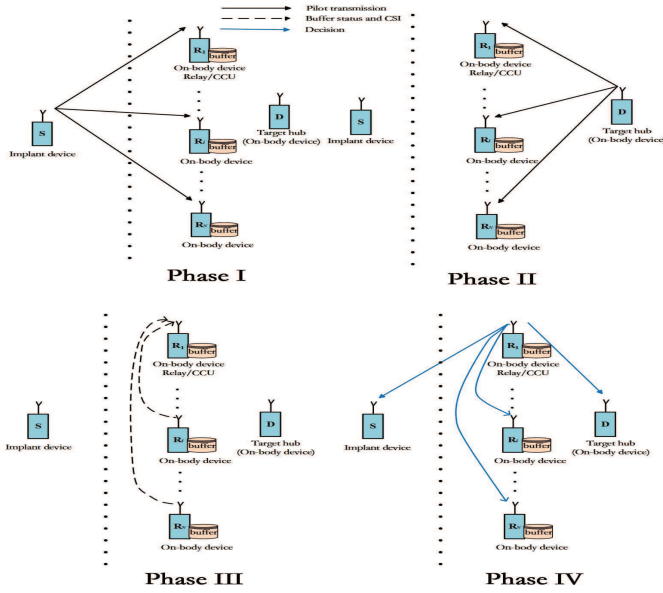 Pilot transmission
Buffer status and CSI
Decision
R1
buffer
On-body device
Relay/CCU
S
Implant device
Ri
buffer
On-body device
D
Target hub
(On-body device)
RN
buffer
On-body device
Phase I
R1
buffer
On-body device
Relay/CCU
S
Implant device
Ri
buffer
On-body device
D
Target hub
(On-body device)
RN
buffer
On-body device
Phase II
R1
buffer
On-body device
Relay/CCU
S
Implant device
Ri
buffer
On-body device
D
Target hub
(On-body device)
RN
buffer
On-body device
Phase III
R1
buffer
On-body device
Relay/CCU
S
Implant device
Ri
buffer
On-body device
D
Target hub
(On-body device)
RN
buffer
On-body device
Phase IV